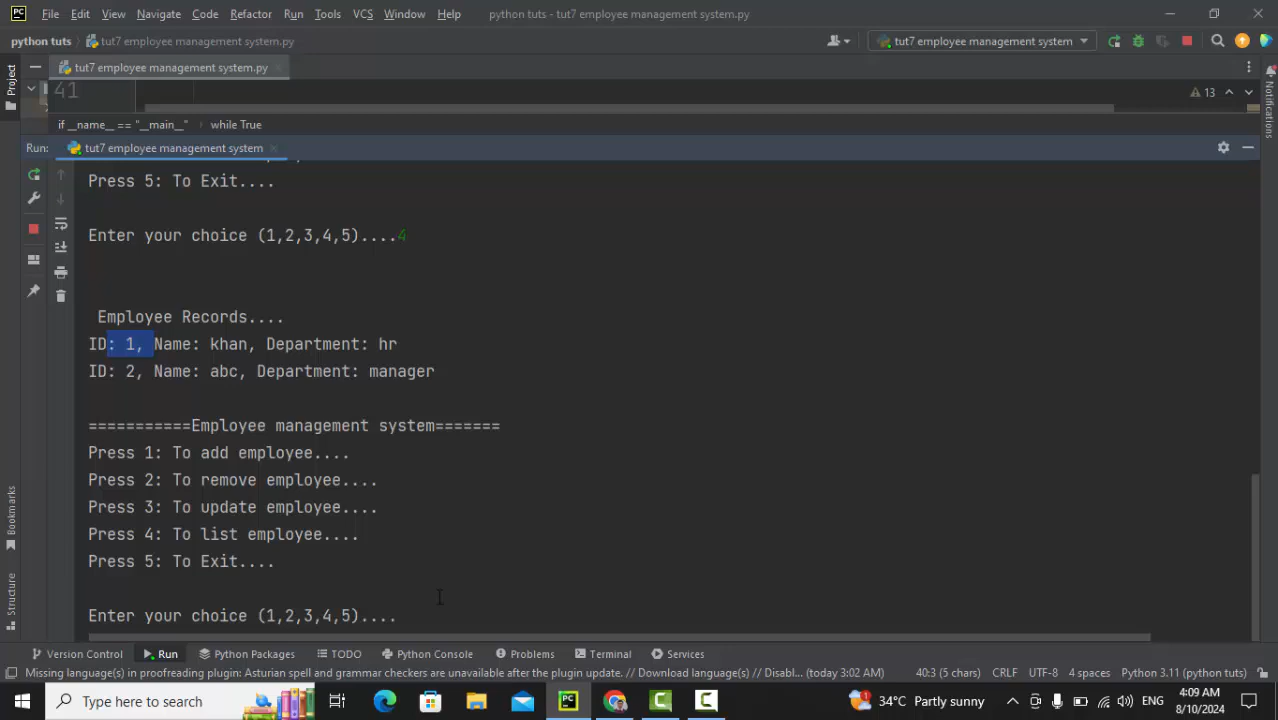 PC File Edit View Navigate Code Refactor Run Tools VCS Window Help python tuts - tut7 employee management system.py
python tuts tut7 employee management system.py tut7 employee management system
Project
tut7 employee management system.py
Notifications
41
13
if __name__ == "__main__" while True
Run: tut7 employee management system
Press 5: To Exit....
Enter your choice (1,2,3,4,5)....4
Employee Records....
ID: 1, Name: khan, Department: hr
ID: 2, Name: abc, Department: manager
===========Employee management system=======
Press 1: To add employee....
Press 2: To remove employee....
Press 3: To update employee....
Press 4: To list employee....
Press 5: To Exit....
Enter your choice (1,2,3,4,5)....
Bookmarks
Structure
Version Control Run Python Packages TODO Python Console Problems Terminal Services
Missing language(s) in proofreading plugin: Asturian spell and grammar checkers are unavailable after the plugin update. // Download language(s) // Disabl... (today 3:02 AM) 40:3 (5 chars) CRLF UTF-8 4 spaces Python 3.11 (python tuts)
Type here to search PC 34°C Partly sunny ENG 4:09 AM
8/10/2024